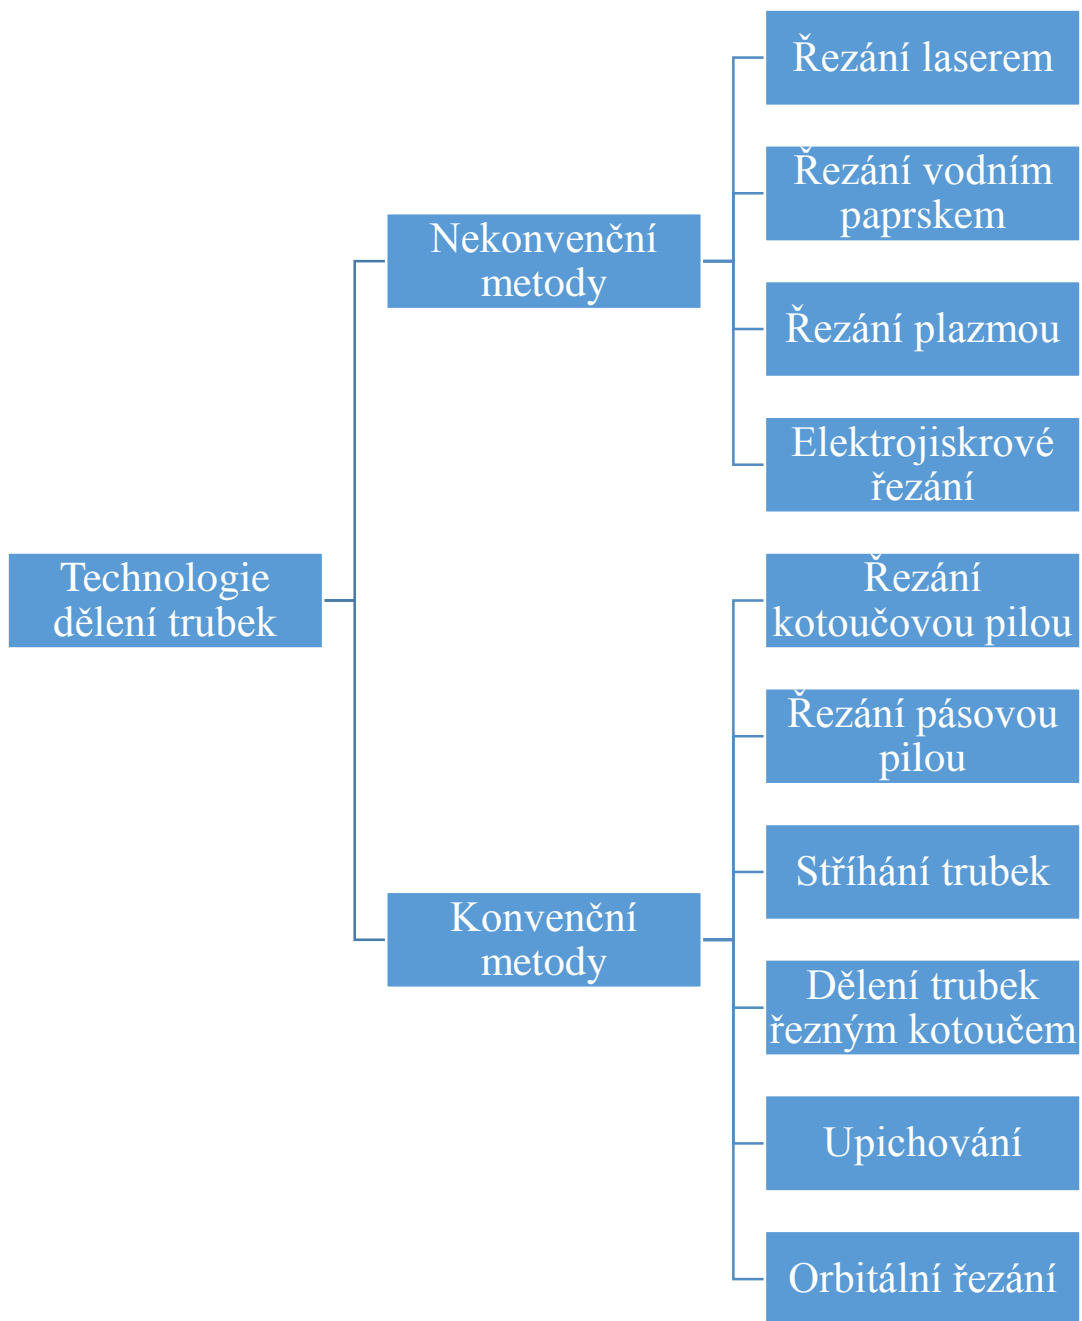 Technologie
dělení trubek
Nekonvenční
metody
Řezání laserem
Řezání vodním
paprskem
Řezání plazmou
Elektrojiskrové
řezání
Konvenční
metody
Řezání
kotoučovou pilou
Řezání pásovou
pilou
Stříhání trubek
Dělení trubek
řezným kotoučem
Upichování
Orbitální řezání